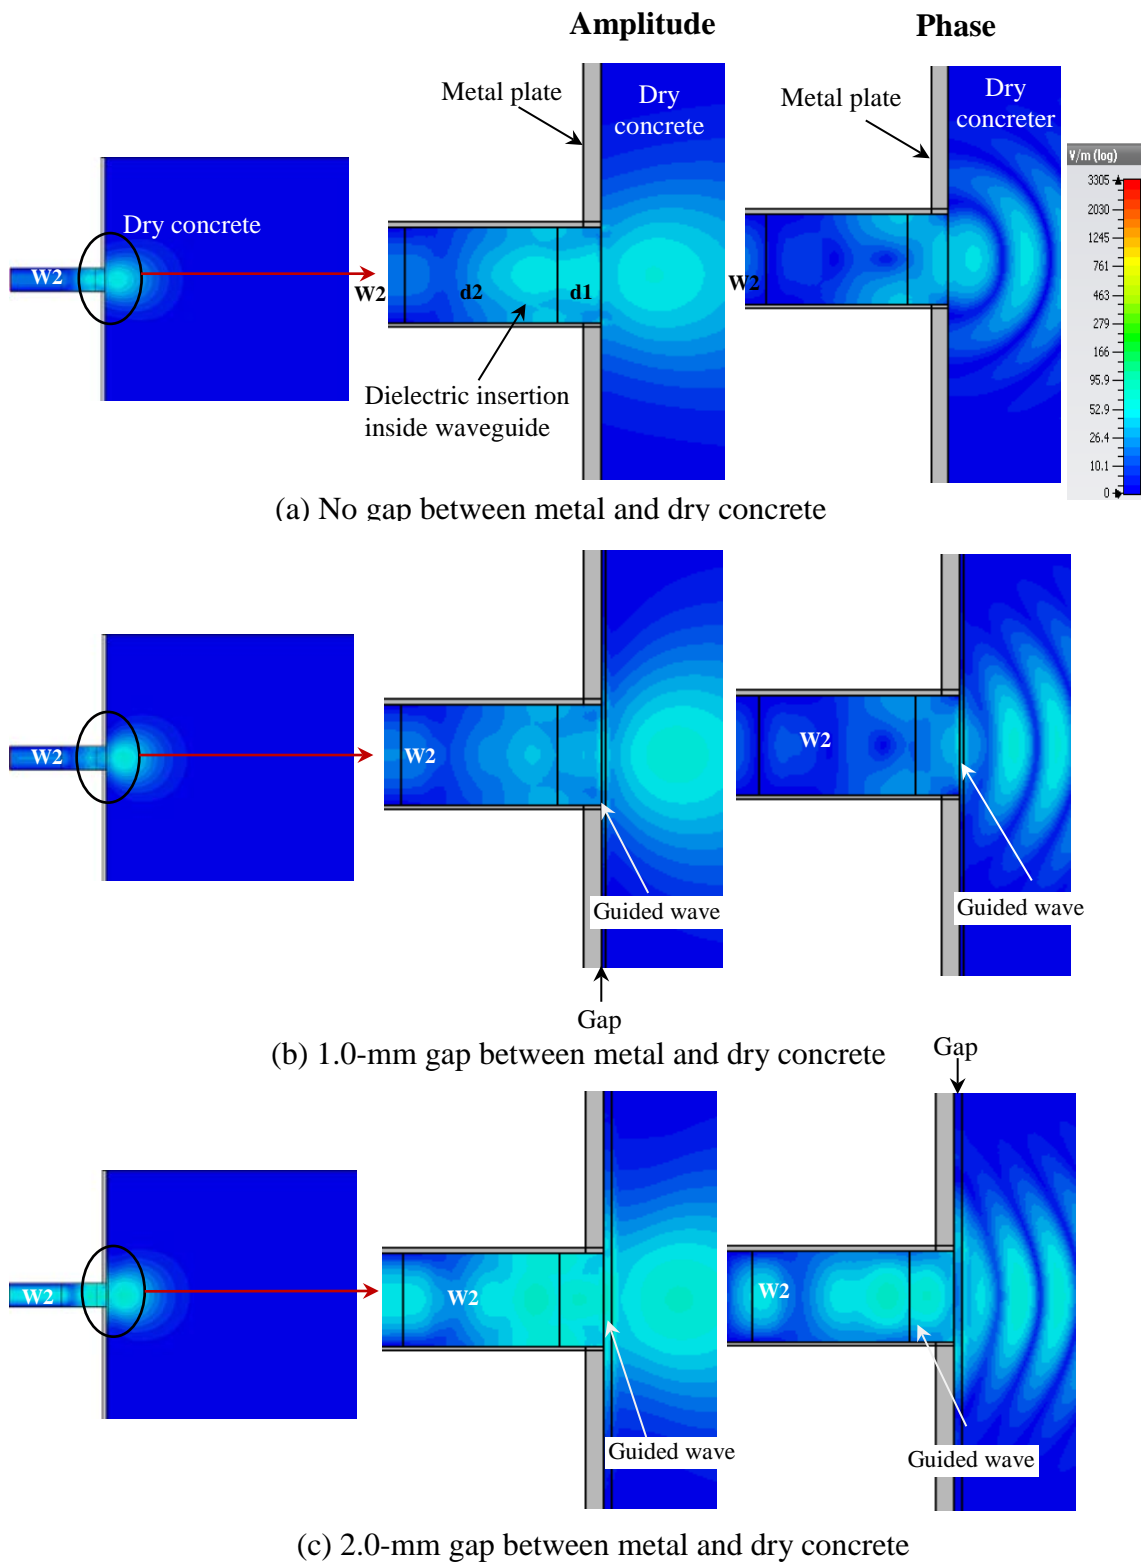 Amplitude
Phase
Metal plate
Dry
concrete
Metal plate
Dry
concreter
V/m (log)
3305
2030
1245
761
463
279
166
95.9
52.9
26.4
10.1
0
Dry concrete
W2
W2
d2
d1
W2
Dielectric insertion
inside waveguide
(a) No gap between metal and dry concrete
W2
W2
W2
Guided wave
Guided wave
Gap
(b) 1.0-mm gap between metal and dry concrete
Gap
W2
W2
W2
Guided wave
Guided wave
(c) 2.0-mm gap between metal and dry concrete